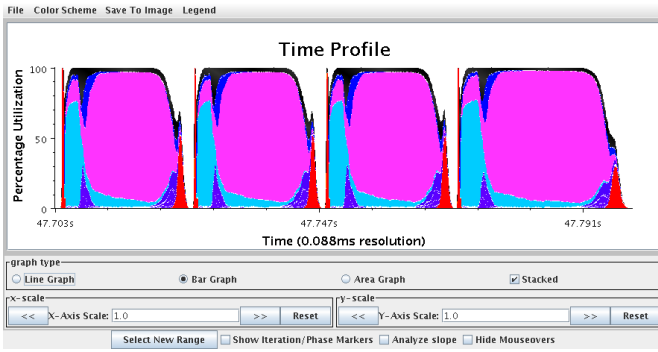 File Color Scheme Save To Image Legend
Time Profile
Percentage Utilization
100
50
0
47.703s 47.747s 47.791s
Time (0.088ms resolution)
graph type
Line Graph Bar Graph Area Graph Stacked
x-scale y-scale
<< X-Axis Scale: 1.0 >> Reset << Y-Axis Scale: 1.0 >> Reset
Select New Range Show Iteration/Phase Markers Analyze slope Hide Mouseovers